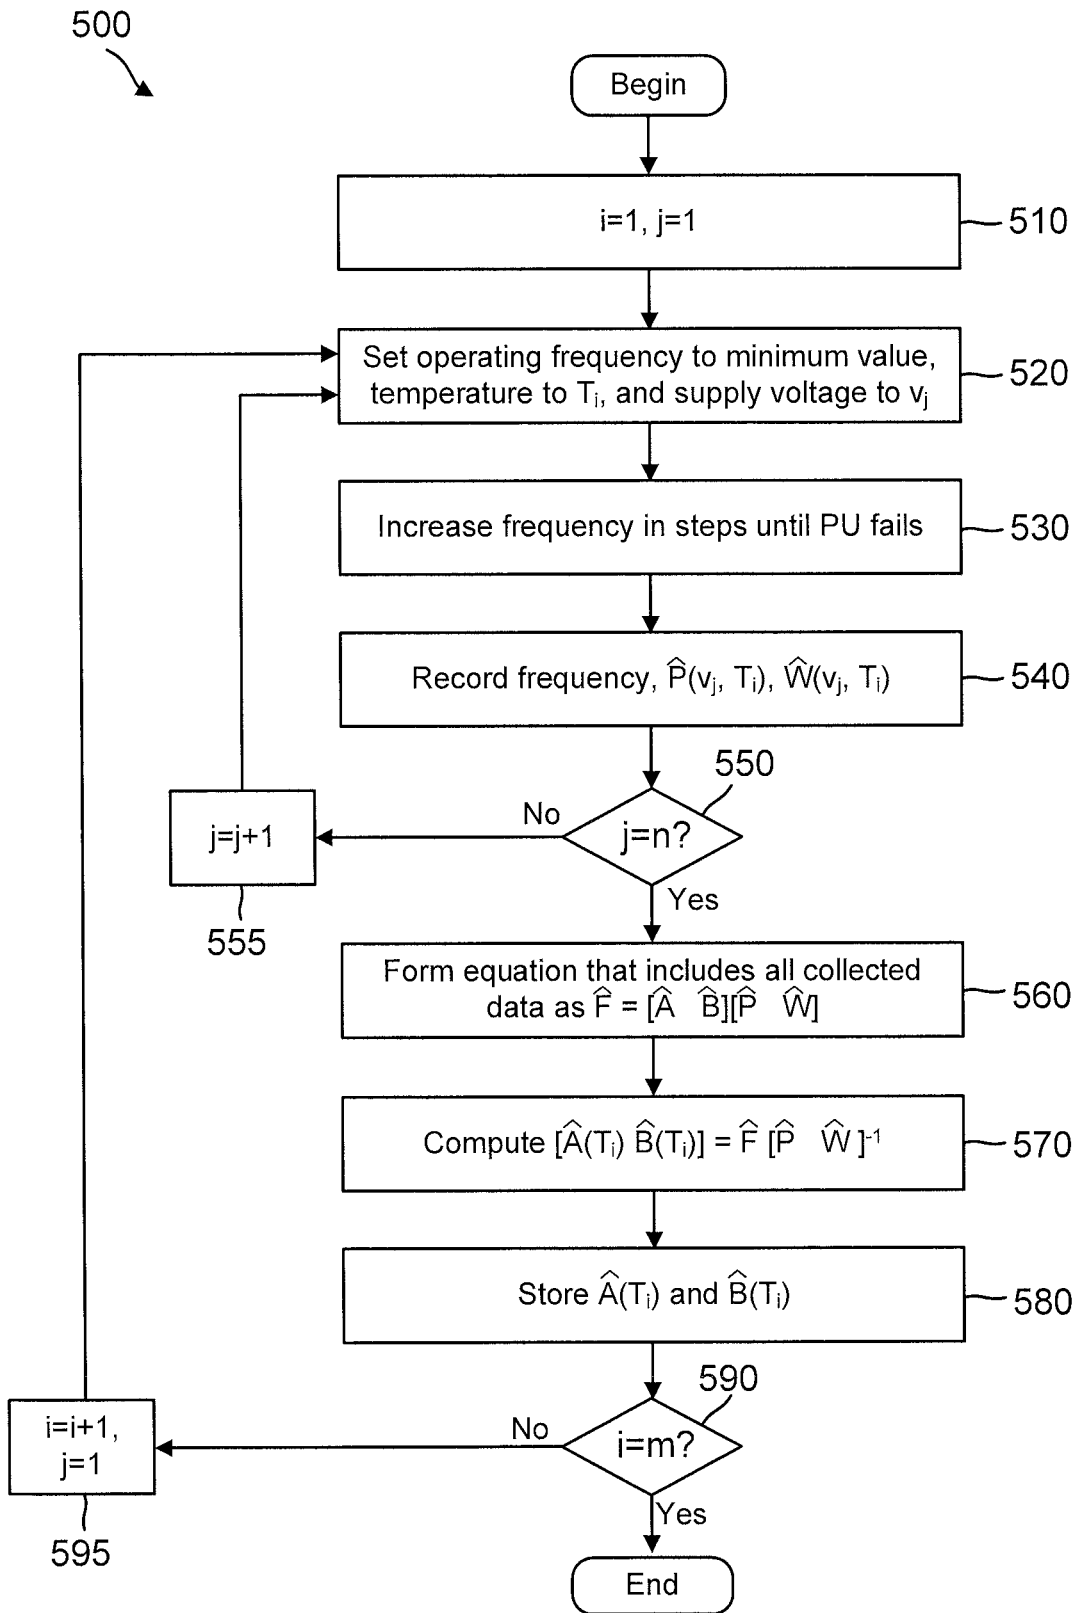 500
Begin
i=1, j=1
510
Set operating frequency to minimum value,
temperature to Tᵢ, and supply voltage to vⱼ
520
Increase frequency in steps until PU fails
530
Record frequency, P̂(vⱼ, Tᵢ), Ŵ(vⱼ, Tᵢ)
540
550
No
j=n?
j=j+1
Yes
555
Form equation that includes all collected
data as F̂ = [Â B̂][P̂ Ŵ]
560
Compute [Â(Tᵢ) B̂(Tᵢ)] = F̂ [P̂ Ŵ ]⁻¹
570
Store Â(Tᵢ) and B̂(Tᵢ)
580
590
No
i=m?
i=i+1,
j=1
Yes
595
End